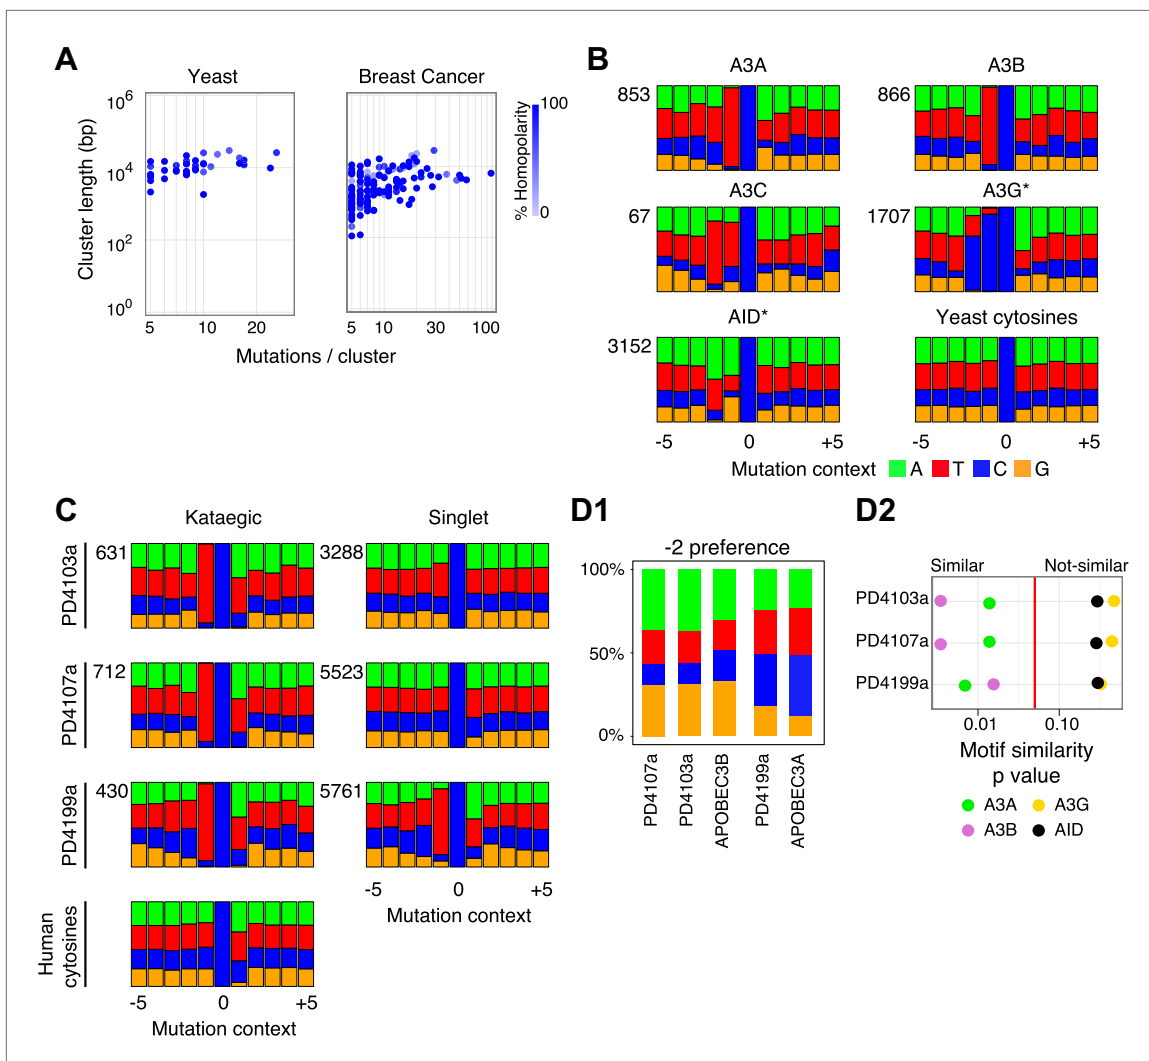 A
Yeast
Breast Cancer
10^6
10^4
10^2
10^0
Cluster length (bp)
5
10
20
5
10
30
100
Mutations / cluster
% Homopolarity
100
0
B
A3A
A3B
853
866
A3C
A3G*
67
1707
AID*
Yeast cytosines
3152
-5
0
+5
0
+5
Mutation context
A
T
C
G
C
Kataegic
Singlet
PD4103a
631
3288
PD4107a
712
5523
PD4199a
430
5761
-5
0
+5
Mutation context
Human
cytosines
-5
0
+5
Mutation context
D1
-2 preference
100%
50%
0%
PD4107a
PD4103a
APOBEC3B
PD4199a
APOBEC3A
D2
Similar
Not-similar
PD4103a
PD4107a
PD4199a
0.01
0.10
Motif similarity
p value
A3A
A3G
A3B
AID